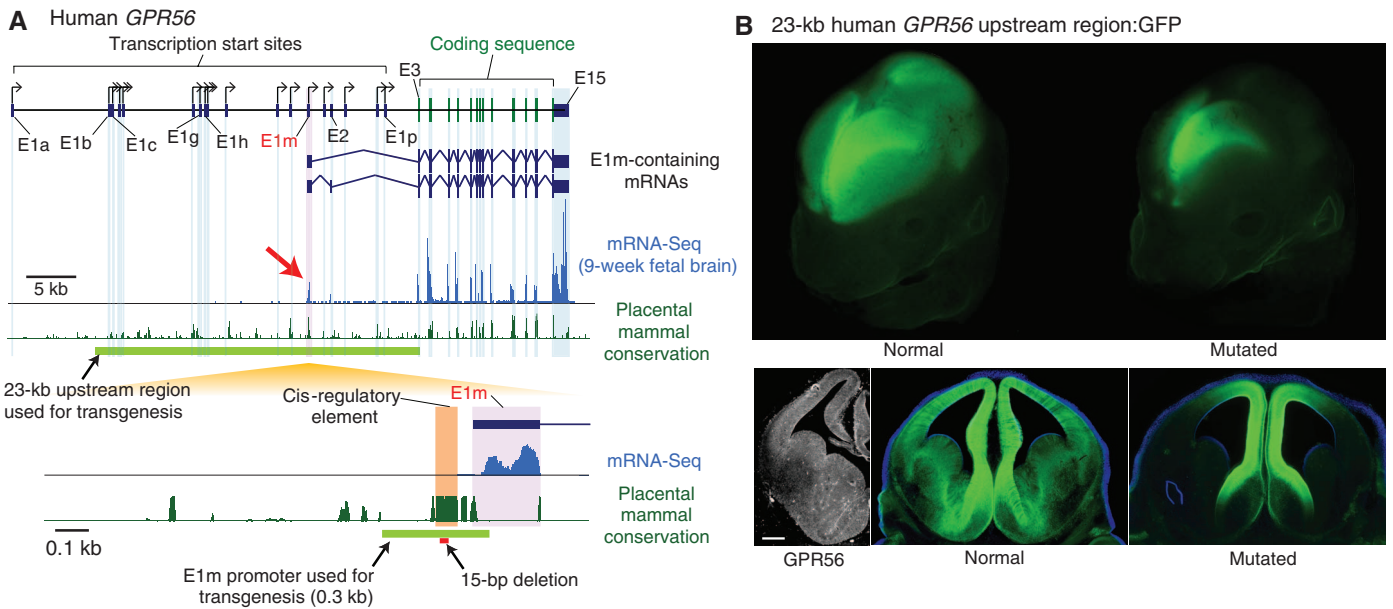 A
Human GPR56
Transcription start sites
Coding sequence
E3
E15
E1a
E1b
E1c
E1g
E1h
E1m
E2
E1p
E1m-containing
mRNAs
mRNA-Seq
(9-week fetal brain)
5 kb
Placental
mammal
conservation
23-kb upstream region
used for transgenesis
Cis-regulatory
element
E1m
mRNA-Seq
Placental
mammal
conservation
0.1 kb
E1m promoter used for
transgenesis (0.3 kb)
15-bp deletion
B
23-kb human GPR56 upstream region:GFP
Normal
Mutated
GPR56
Normal
Mutated